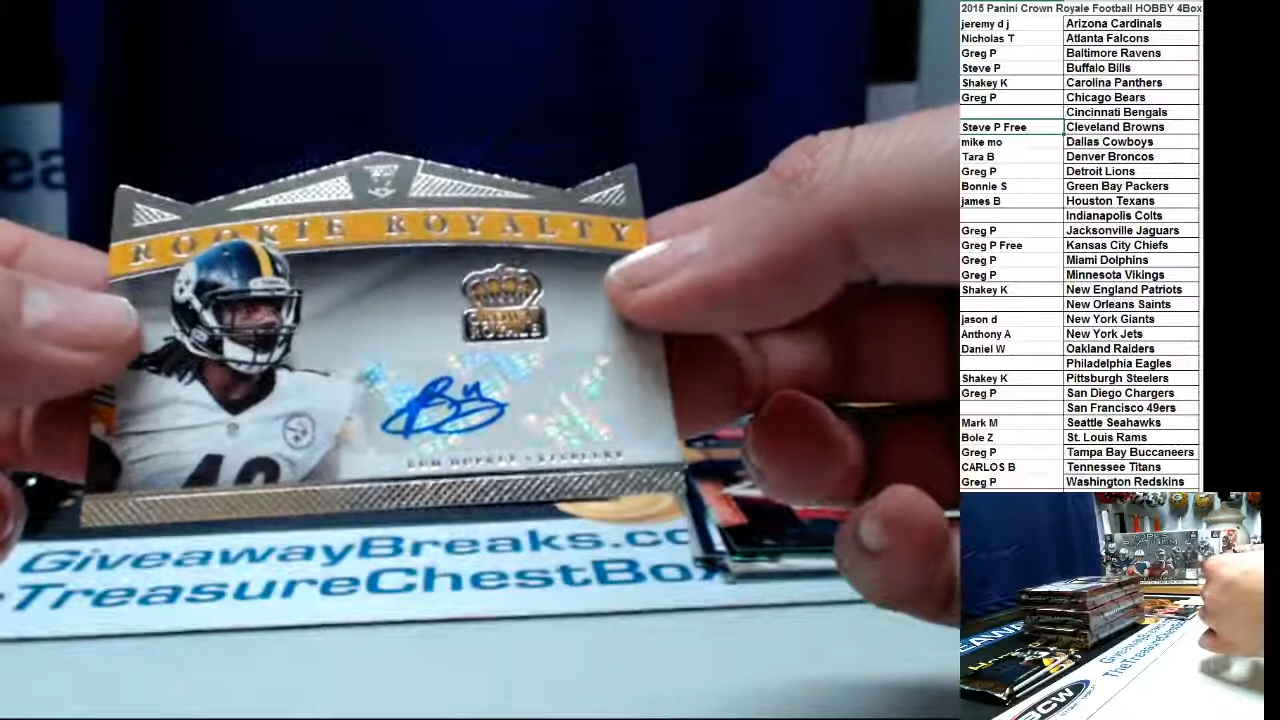 2015 Panini Crown Royale Football HOBBY 4Box
jeremy d j Arizona Cardinals
Nicholas T Atlanta Falcons
Greg P Baltimore Ravens
Steve P Buffalo Bills
Shakey K Carolina Panthers
Greg P Chicago Bears
Cincinnati Bengals
Steve P Free Cleveland Browns
mike mo Dallas Cowboys
Tara B Denver Broncos
Greg P Detroit Lions
Bonnie S Green Bay Packers
james B Houston Texans
Indianapolis Colts
Greg P Jacksonville Jaguars
Greg P Free Kansas City Chiefs
Greg P Miami Dolphins
Greg P Minnesota Vikings
Shakey K New England Patriots
New Orleans Saints
jason d New York Giants
Anthony A New York Jets
Daniel W Oakland Raiders
Philadelphia Eagles
Shakey K Pittsburgh Steelers
Greg P San Diego Chargers
San Francisco 49ers
Mark M Seattle Seahawks
Bole Z St. Louis Rams
Greg P Tampa Bay Buccaneers
CARLOS B Tennessee Titans
Greg P Washington Redskins
ROOKIE ROYALTY
CROWN
ROYALE
BUD DUPREE • STEELERS
GiveawayBreaks.co
TreasureChestBox